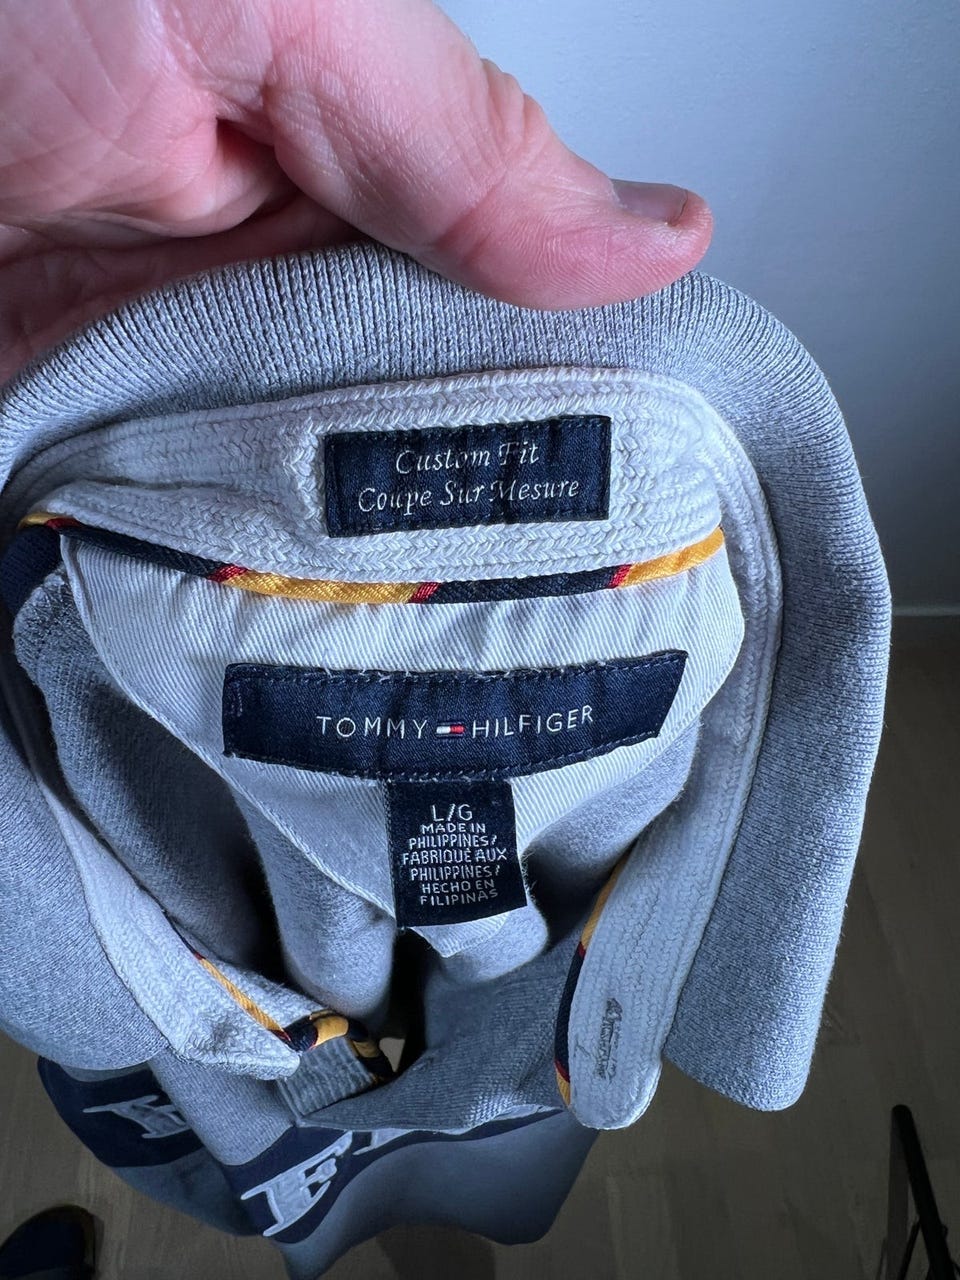 Custom Fit
Coupe Sur Mesure
TOMMY HILFIGER
L/G
MADE IN
PHILIPPINES/
FABRIQUÉ AUX
PHILIPPINES/
HECHO EN
FILIPINAS